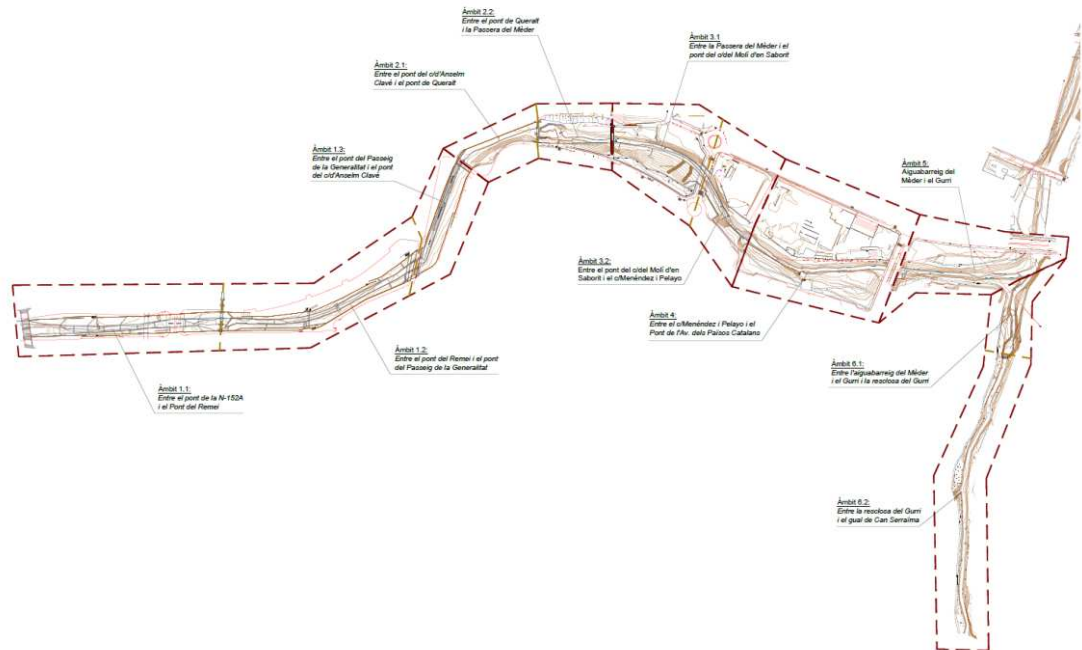 Àmbit 2.2:
Entre el pont de Queralt
i la Passera del Mèder
Àmbit 3.1
Entre la Passera del Mèder i el
pont del c/del Molí d'en Saborit
Àmbit 2.1:
Entre el pont del c/d'Anselm
Clavé i el pont de Queralt
Àmbit 1.3:
Entre el pont del Passeig
de la Generalitat i el pont
del c/d'Anselm Clavé
Àmbit 5:
Aiguabarreig del
Mèder i el Gurri
Àmbit 3.2:
Entre el pont del c/del Molí d'en
Saborit i el c/Menéndez i Pelayo
Àmbit 4:
Entre el c/Menéndez i Pelayo i el
Pont de l'Av. dels Països Catalans
Àmbit 1.2:
Entre el pont del Remei i el pont
del Passeig de la Generalitat
Àmbit 6.1:
Entre l'aiguabarreig del Mèder
i el Gurri i la resclosa del Gurri
Àmbit 1.1:
Entre el pont de la N-152A
i el Pont del Remei
Àmbit 6.2:
Entre la resclosa del Gurri
i el gual de Can Serralma